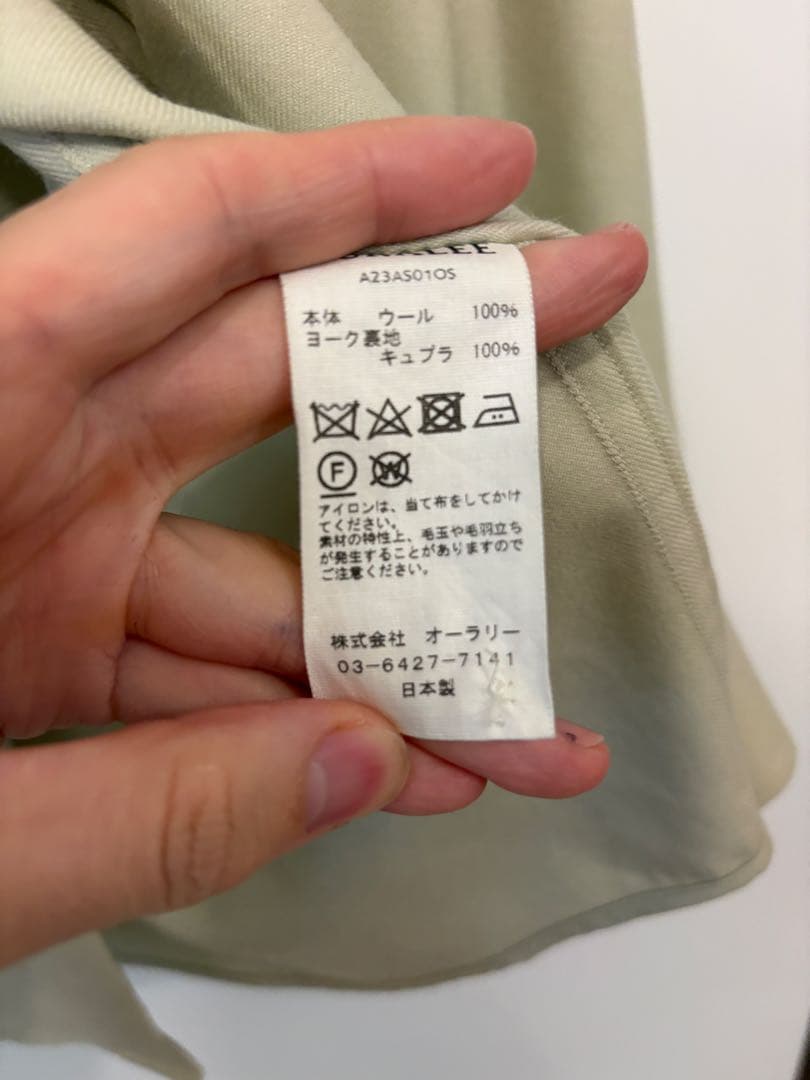 A23AS01OS
本体 ウール 100%
ヨーク裏地
キュプラ 100%
F W
アイロンは、当て布をしてかけ
てください。
素材の特性上、毛玉や毛羽立ち
が発生することがありますので
ご注意ください。
株式会社 オーラリー
03-6427-7141
日本製